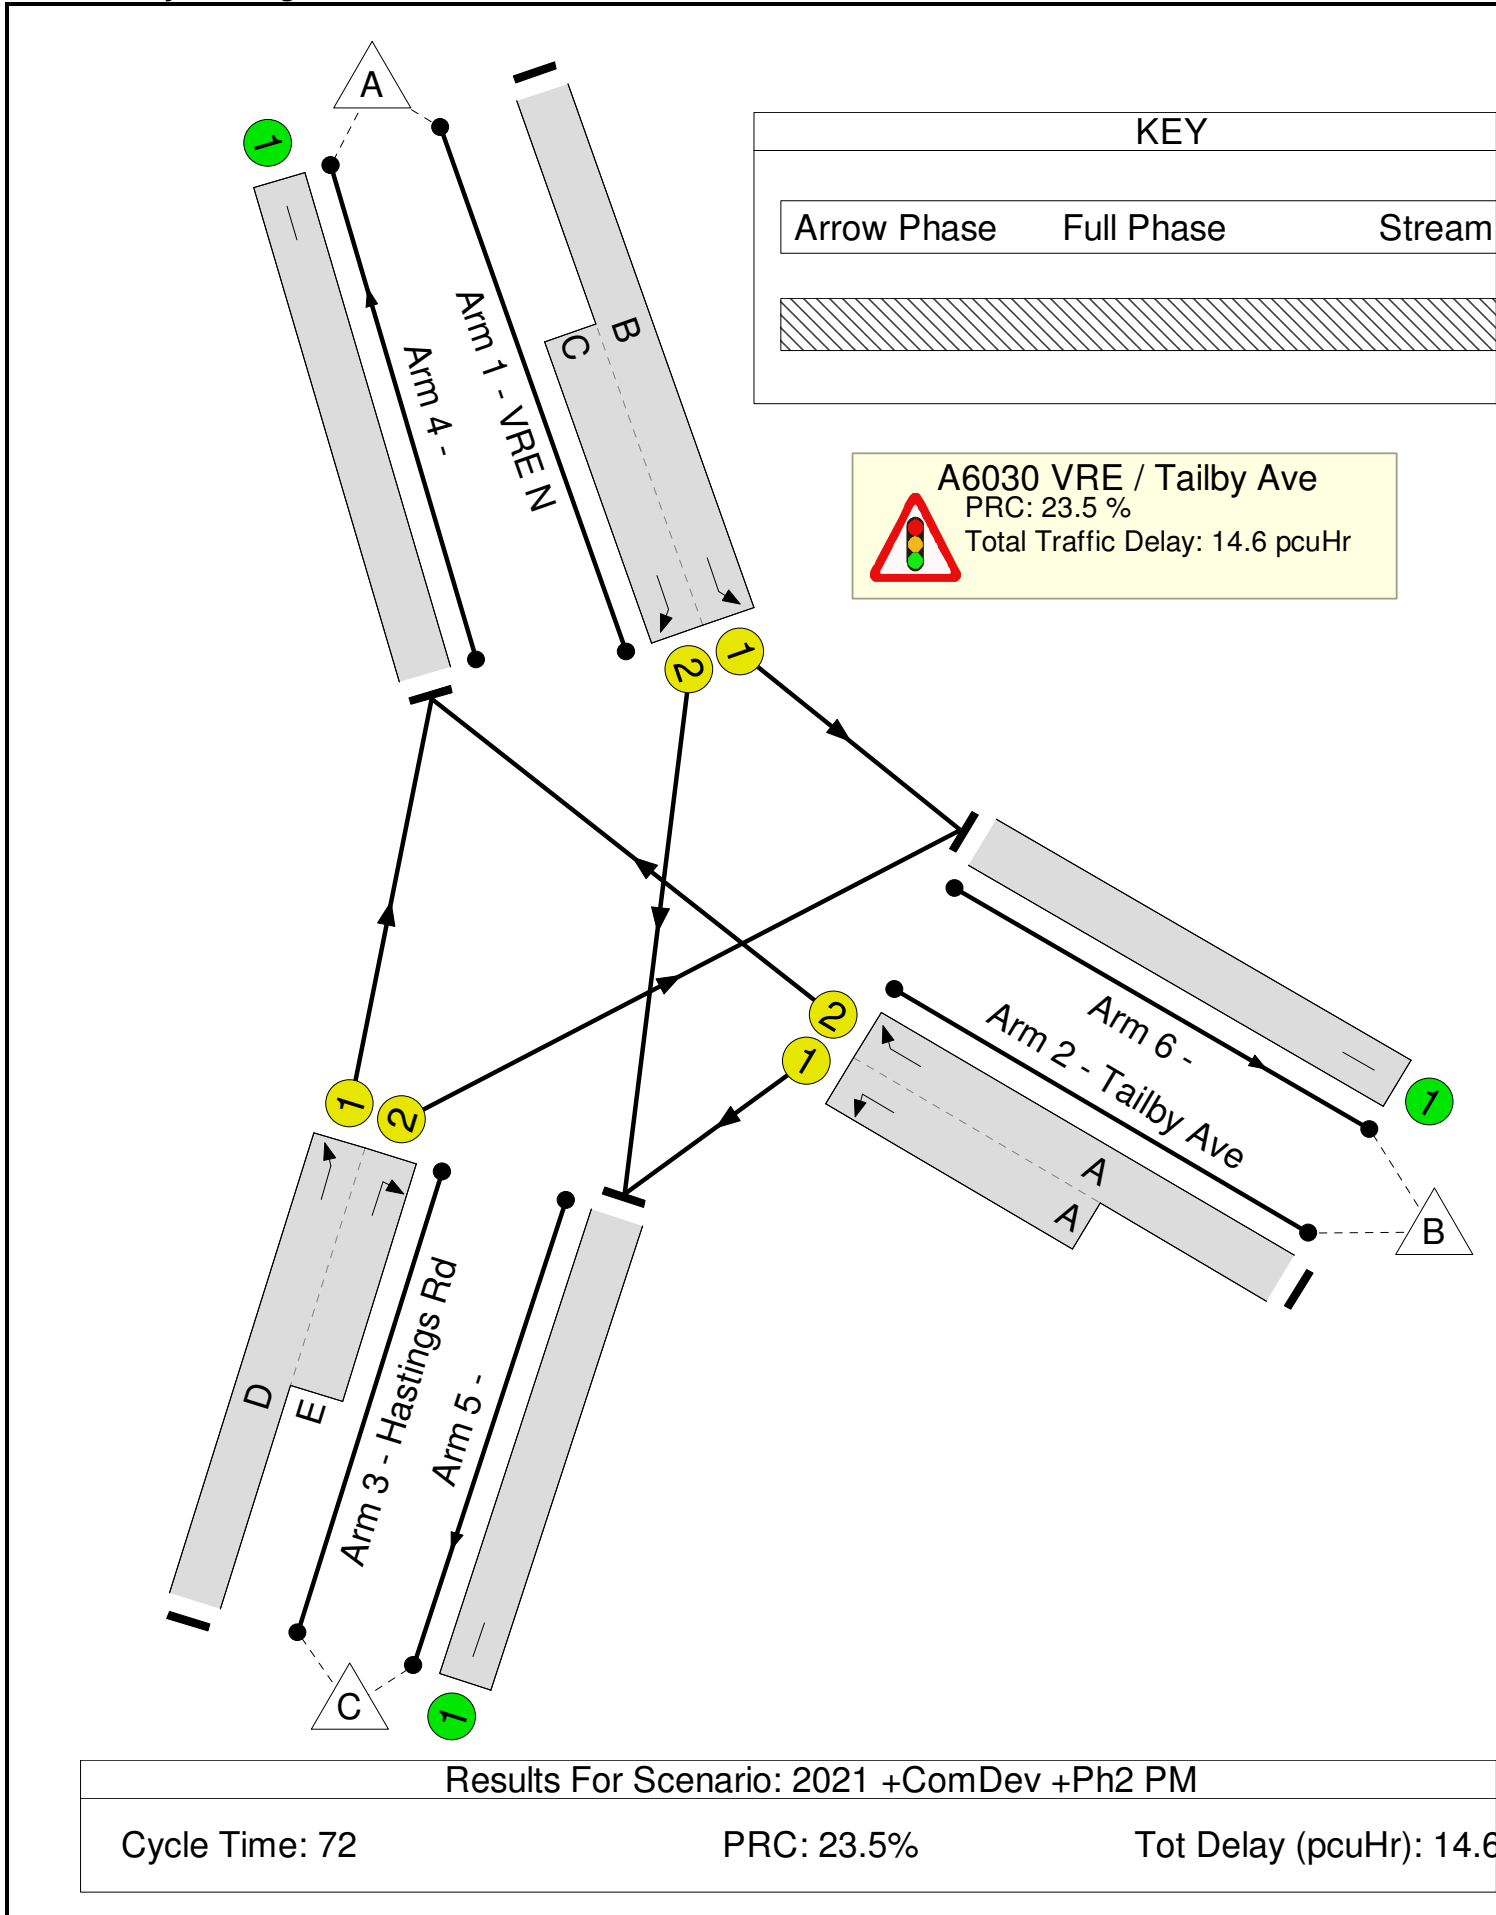 A
1
KEY
Arrow Phase Full Phase Stream
B
C
Arm 1 - VRE N
Arm 4 -
A6030 VRE / Tailby Ave
PRC: 23.5 %
Total Traffic Delay: 14.6 pcuHr
2
1
2
1
Arm 6 -
Arm 2 - Tailby Ave
1
1
2
A
A
B
Arm 3 - Hastings Rd
Arm 5 -
D
E
C
1
Results For Scenario: 2021 +ComDev +Ph2 PM
Cycle Time: 72 PRC: 23.5% Tot Delay (pcuHr): 14.6